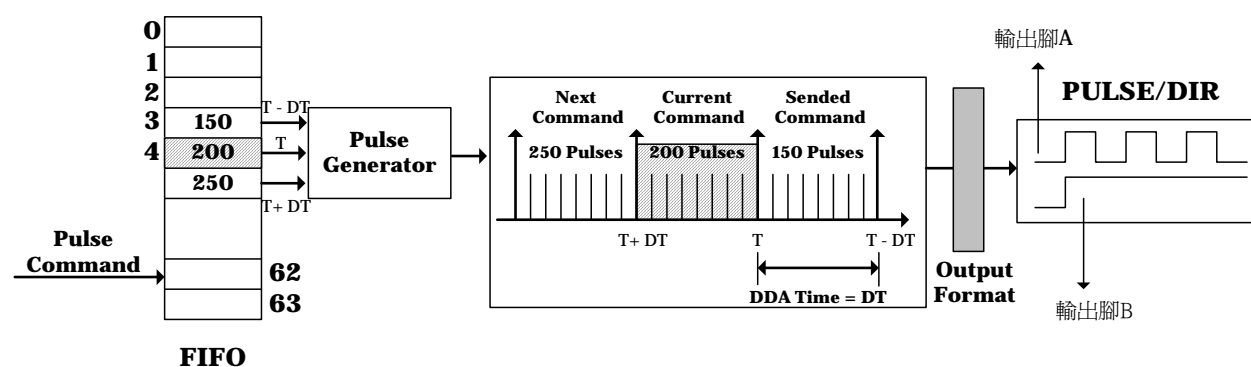 0
1
2
3
4
150
200
250
62
63
FIFO
Pulse
Command
T - DT
T
T+ DT
Pulse
Generator
Next
Command
Current
Command
Sended
Command
250 Pulses
200 Pulses
150 Pulses
T+ DT
T
T - DT
DDA Time = DT
Output
Format
輸出腳A
PULSE/DIR
輸出腳B